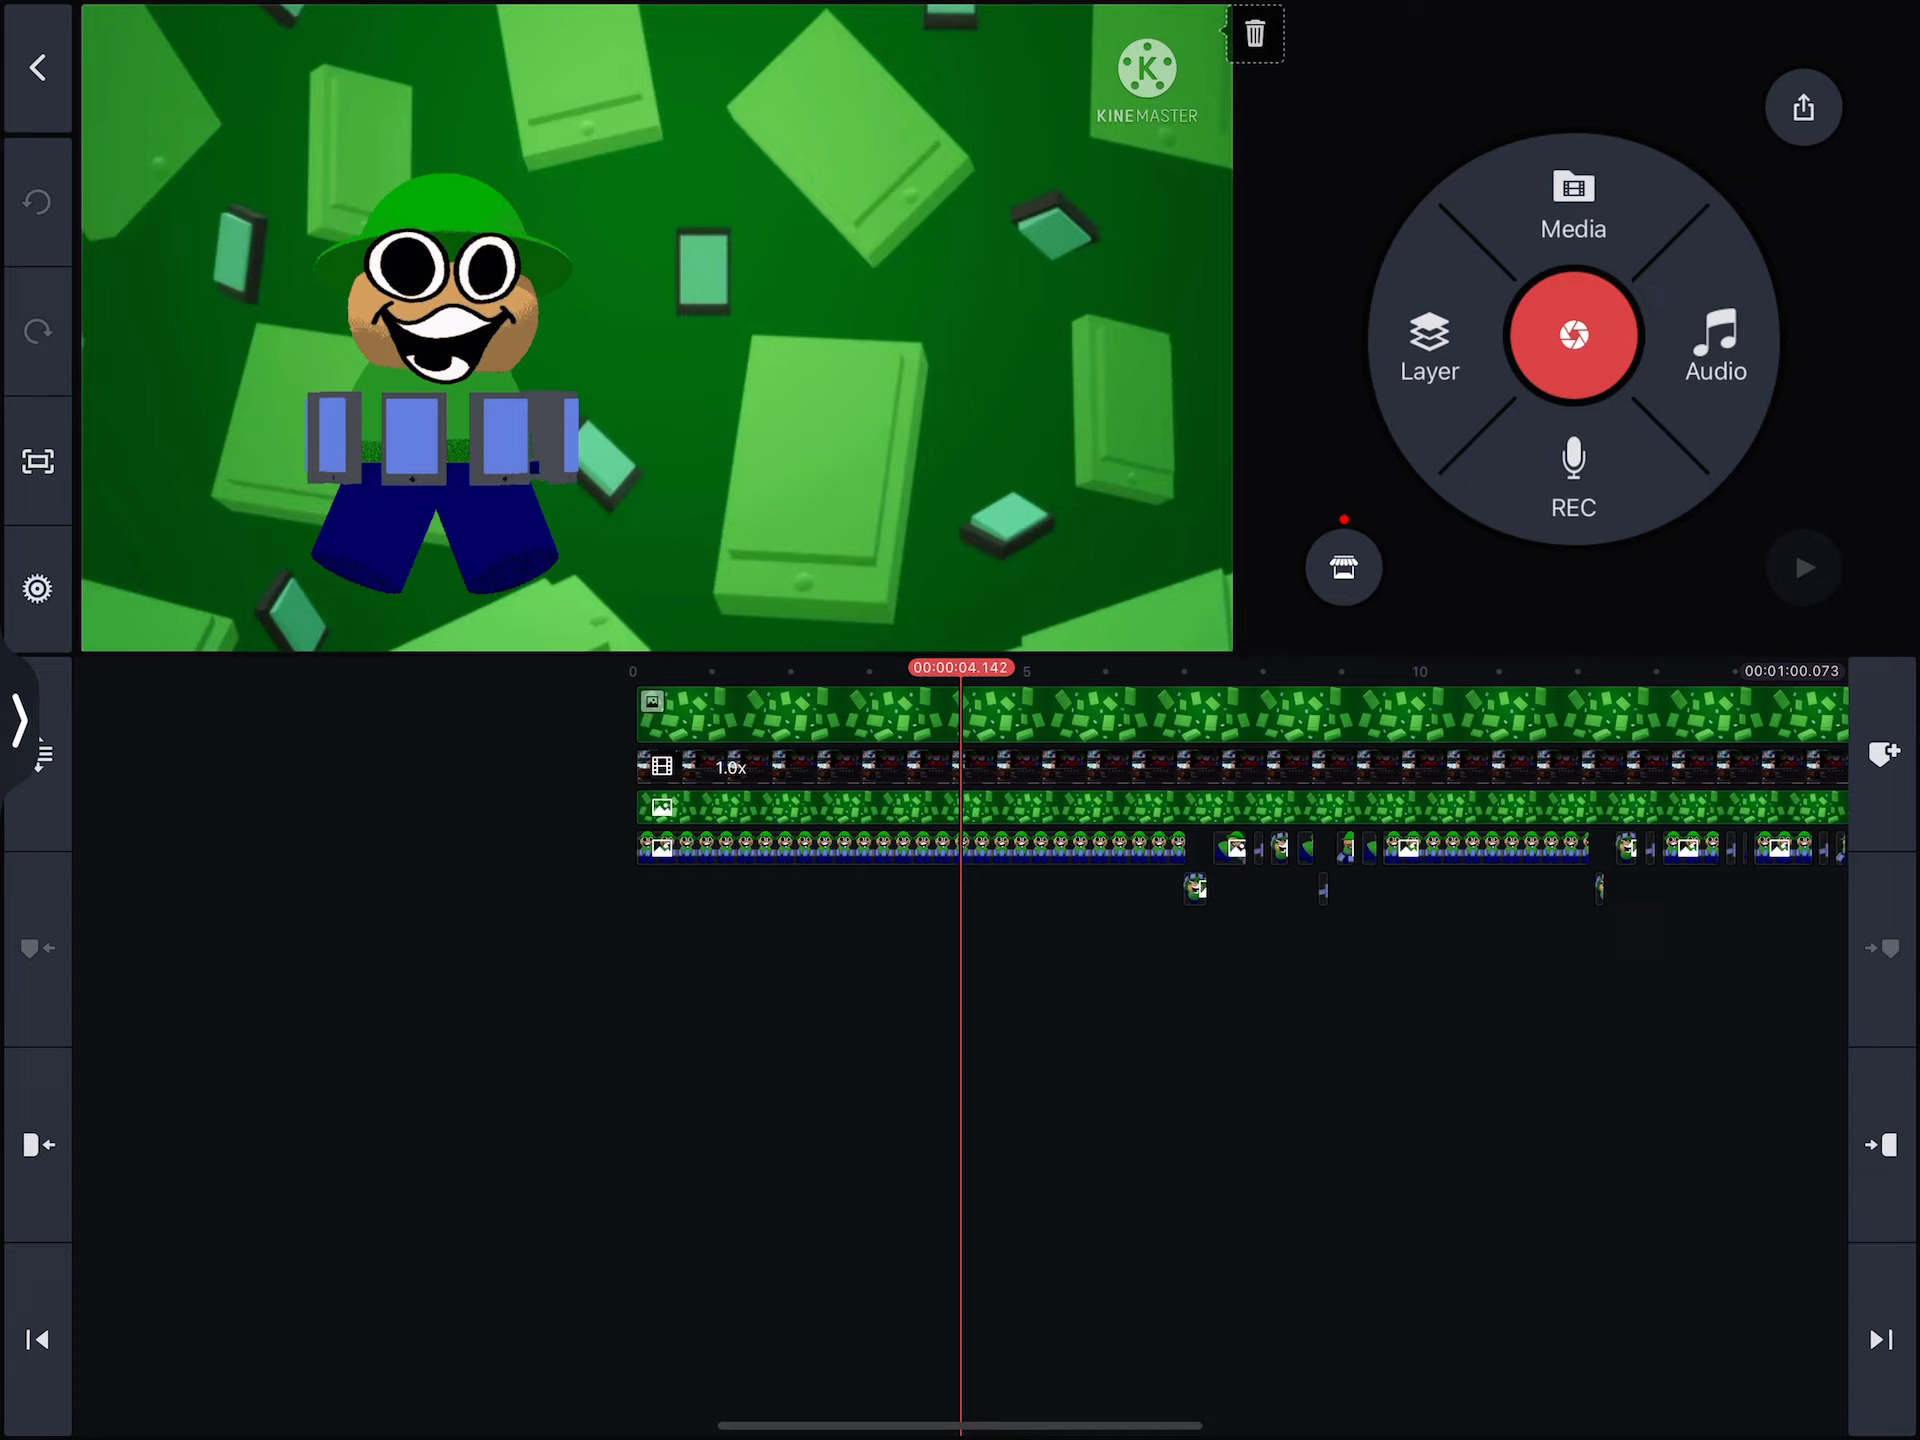 K
KINEMASTER
Media
Layer
Audio
REC
0
00:00:04.142
5
10
00:01:00.073
1.0x